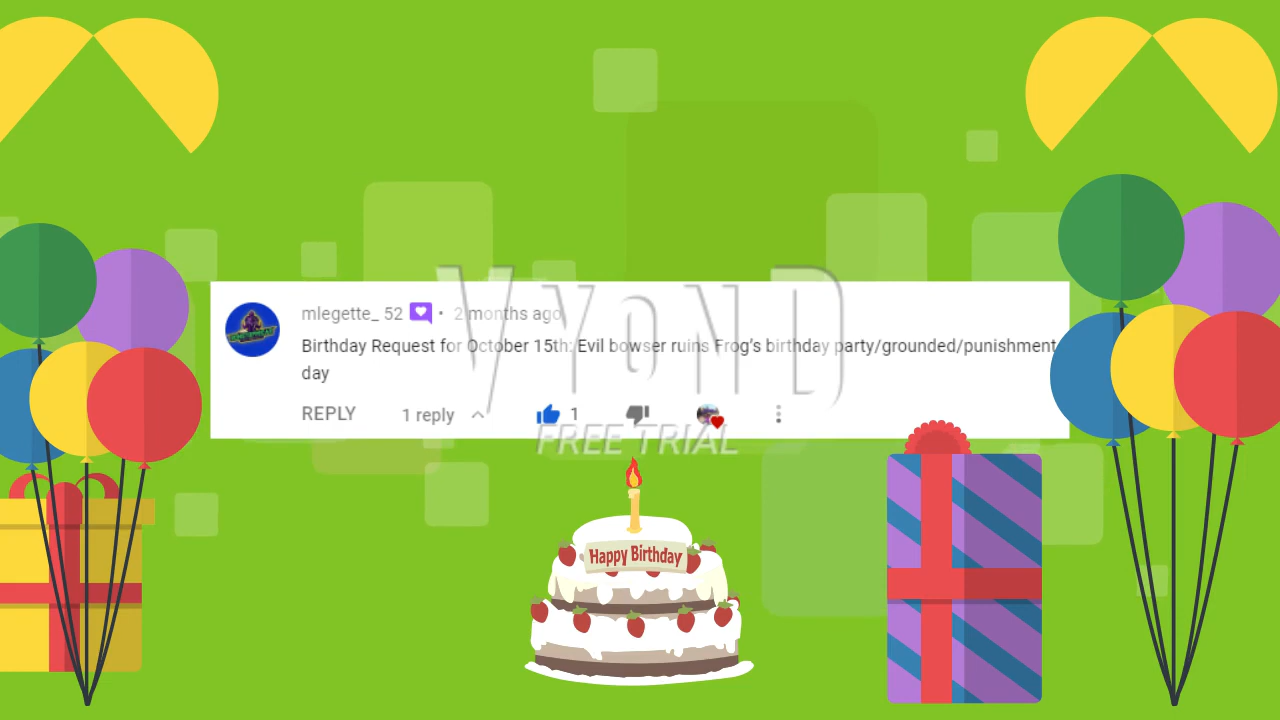 mlegette_ 52 • 2 months ago
Birthday Request for October 15th: Evil bowser ruins Frog’s birthday party/grounded/punishment
day
REPLY 1 reply 1
VYOND
FREE TRIAL
Happy Birthday